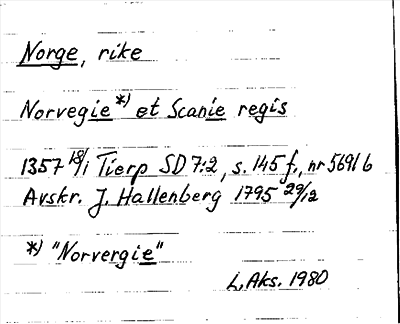 Norge, rike
Norvegie *) et Scanie regis
1357 18/1 Tierp SD 7:2, s. 145 f., nr 5691 b
Avskr. J. Hallenberg 1795 29/12
*) "Norvergie"
L. Aks. 1980